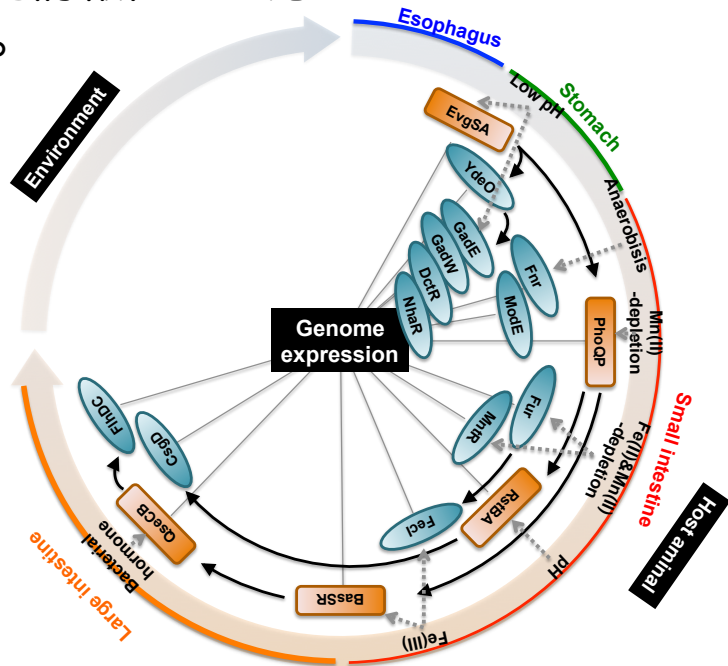 Esophagus
Low pH
Stomach
EvgSA
YdeO
Environment
GadE
GadW
DctR
NhaR
Fnr
ModE
Anaerobisis
Mn(II)
-depletion
PhoQP
Genome
expression
Small intestine
Fur
MntR
Fe(II)&Mn(II)
-depletion
Host aminal
RstBA
pH
FecI
FlhDC
CsgD
QseCB
Bacterial
hormone
BasSR
Fe(III)
Large intestine